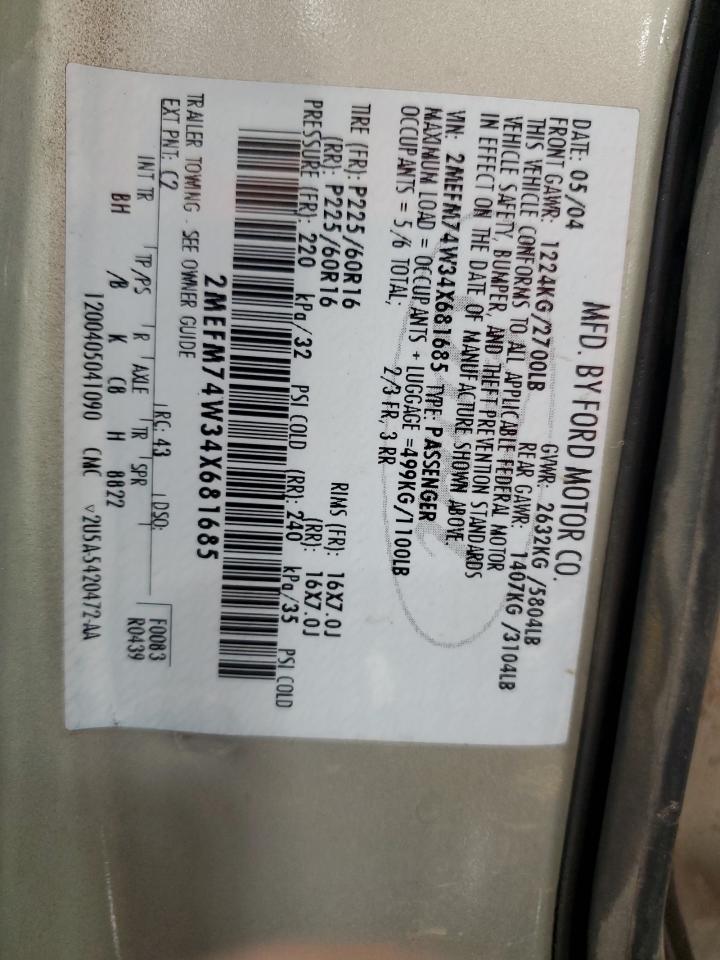 MFD. BY FORD MOTOR CO.
DATE: 05/04 GVWR: 2632KG /5804LB
FRONT GAWR: 1224KG/2700LB REAR GAWR: 1407KG /3104LB
THIS VEHICLE CONFORMS TO ALL APPLICABLE FEDERAL MOTOR
VEHICLE SAFETY, BUMPER, AND THEFT PREVENTION STANDARDS
IN EFFECT ON THE DATE OF MANUFACTURE SHOWN ABOVE.
VIN: 2MEFM74W34X681685 TYPE: PASSENGER
MAXIMUM LOAD = OCCUPANTS + LUGGAGE =499KG/1100LB
OCCUPANTS = 5/6 TOTAL; 2/3 FR, 3 RR
TIRE (FR): P225/60R16 RIMS (FR): 16X7.0J
(RR): P225/60R16 (RR): 16X7.0J
PRESSURE (FR): 220 kPa/32 PSI COLD (RR): 240 kPa/35 PSI COLD
2MEFM74W34X681685
TRAILER TOWING - SEE OWNER GUIDE
EXT PNT: C2 RC: 43 DSO: F0083
INT TR TP/PS R AXLE TR SPR R0439
BH /8 K C8 H 8822
I200405041090 CMC ▽2U5A-5420472-AA